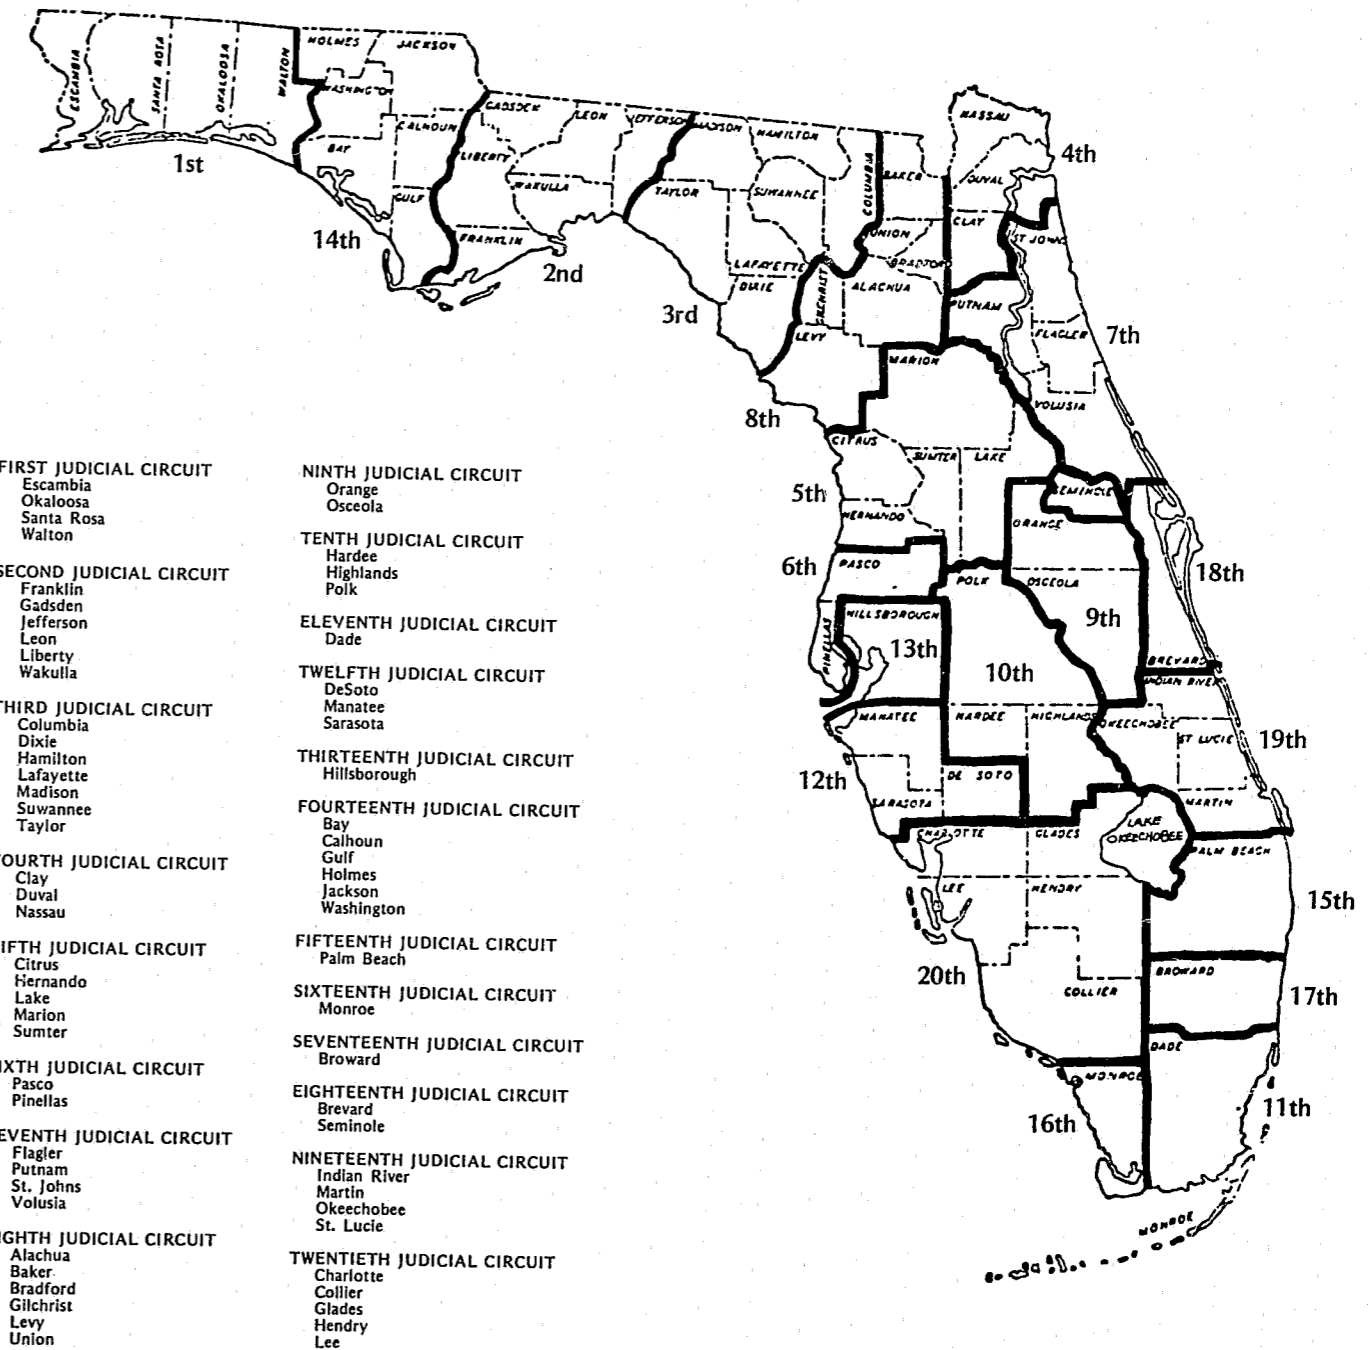 HOLMES
JACKSON
ESCAMBIA
SANTA ROSA
OKALOOSA
WALTON
WASHINGTON
GADSDEN
LEON
JEFFERSON
MADISON
HAMILTON
NASSAU
CALHOUN
BAY
LIBERTY
WAKULLA
TAYLOR
SUWANNEE
COLUMBIA
BAKER
DUVAL
4th
1st
GULF
FRANKLIN
14th
2nd
LAFAYETTE
DIXIE
GILCHRIST
UNION
BRADFORD
ALACHUA
CLAY
ST JOHNS
PUTNAM
3rd
LEVY
MARION
FLAGLER
7th
VOLUSIA
8th
CITRUS
SUMTER
LAKE
5th
HERNANDO
SEMINOLE
ORANGE
6th
PASCO
POLK
OSCEOLA
18th
PINELLAS
HILLSBOROUGH
13th
9th
10th
BREVARD
INDIAN RIVER
MANATEE
HARDEE
HIGHLANDS
OKEECHOBEE
ST LUCIE
19th
12th
DE SOTO
SARASOTA
MARTIN
CHARLOTTE
GLADES
LAKE
OKEECHOBEE
PALM BEACH
LEE
HENDRY
15th
20th
COLLIER
BROWARD
17th
DADE
MONROE
16th
11th
MONROE
FIRST JUDICIAL CIRCUIT
Escambia
Okaloosa
Santa Rosa
Walton
SECOND JUDICIAL CIRCUIT
Franklin
Gadsden
Jefferson
Leon
Liberty
Wakulla
THIRD JUDICIAL CIRCUIT
Columbia
Dixie
Hamilton
Lafayette
Madison
Suwannee
Taylor
OURTH JUDICIAL CIRCUIT
Clay
Duval
Nassau
IFTH JUDICIAL CIRCUIT
Citrus
Hernando
Lake
Marion
Sumter
IXTH JUDICIAL CIRCUIT
Pasco
Pinellas
EVENTH JUDICIAL CIRCUIT
Flagler
Putnam
St. Johns
Volusia
IGHTH JUDICIAL CIRCUIT
Alachua
Baker
Bradford
Gilchrist
Levy
Union
NINTH JUDICIAL CIRCUIT
Orange
Osceola
TENTH JUDICIAL CIRCUIT
Hardee
Highlands
Polk
ELEVENTH JUDICIAL CIRCUIT
Dade
TWELFTH JUDICIAL CIRCUIT
DeSoto
Manatee
Sarasota
THIRTEENTH JUDICIAL CIRCUIT
Hillsborough
FOURTEENTH JUDICIAL CIRCUIT
Bay
Calhoun
Gulf
Holmes
Jackson
Washington
FIFTEENTH JUDICIAL CIRCUIT
Palm Beach
SIXTEENTH JUDICIAL CIRCUIT
Monroe
SEVENTEENTH JUDICIAL CIRCUIT
Broward
EIGHTEENTH JUDICIAL CIRCUIT
Brevard
Seminole
NINETEENTH JUDICIAL CIRCUIT
Indian River
Martin
Okeechobee
St. Lucie
TWENTIETH JUDICIAL CIRCUIT
Charlotte
Collier
Glades
Hendry
Lee